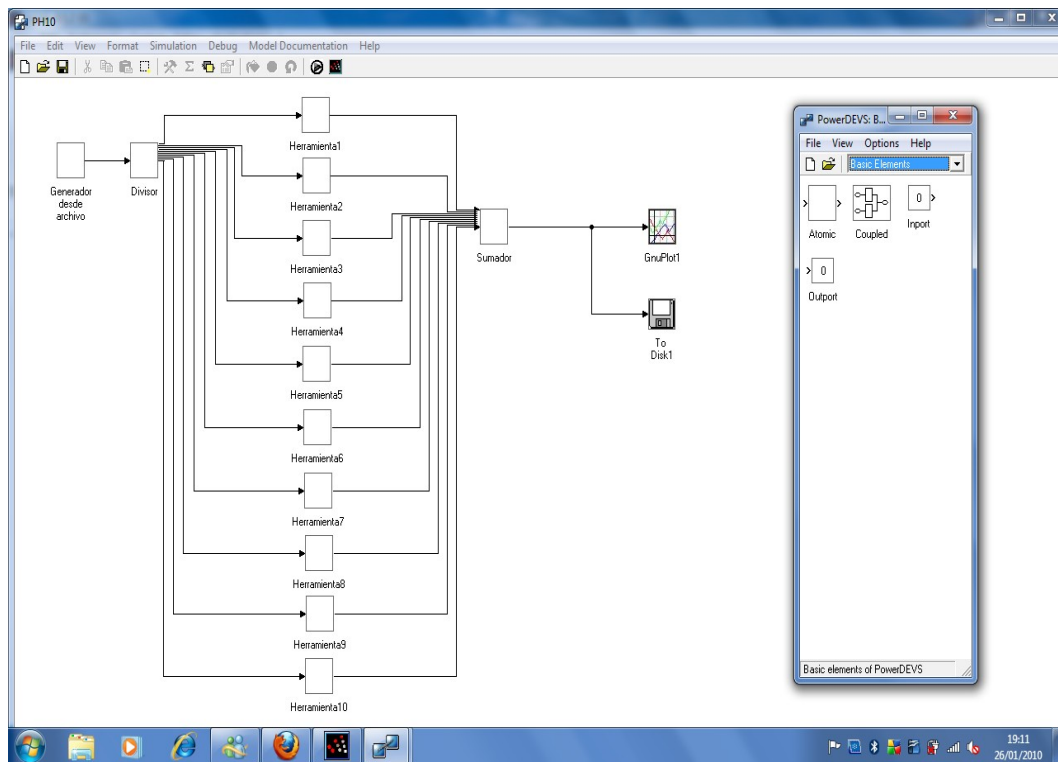 PH10
File Edit View Format Simulation Debug Model Documentation Help
Herramienta1
Generador
desde
archivo
Divisor
Herramienta2
Herramienta3
Herramienta4
Herramienta5
Herramienta6
Herramienta7
Herramienta8
Herramienta9
Herramienta10
Sumador
GnuPlot1
To
Disk1
PowerDEVS: B...
File View Options Help
Basic Elements
0
Atomic Coupled Inport
0
Outport
Basic elements of PowerDEVS
19:11
26/01/2010